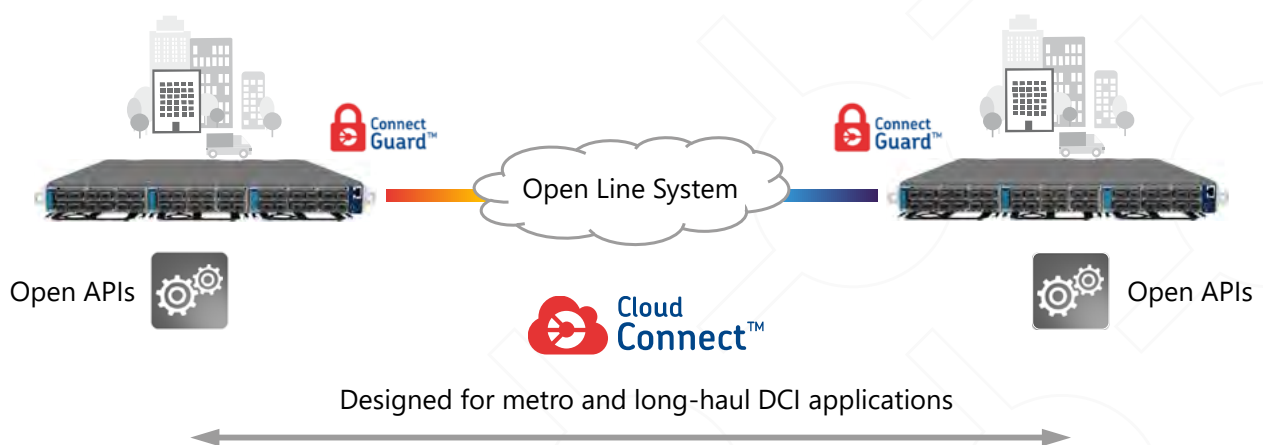 Connect
Guard™
Connect
Guard™
Open Line System
Open APIs
Open APIs
Cloud
Connect™
Designed for metro and long-haul DCI applications